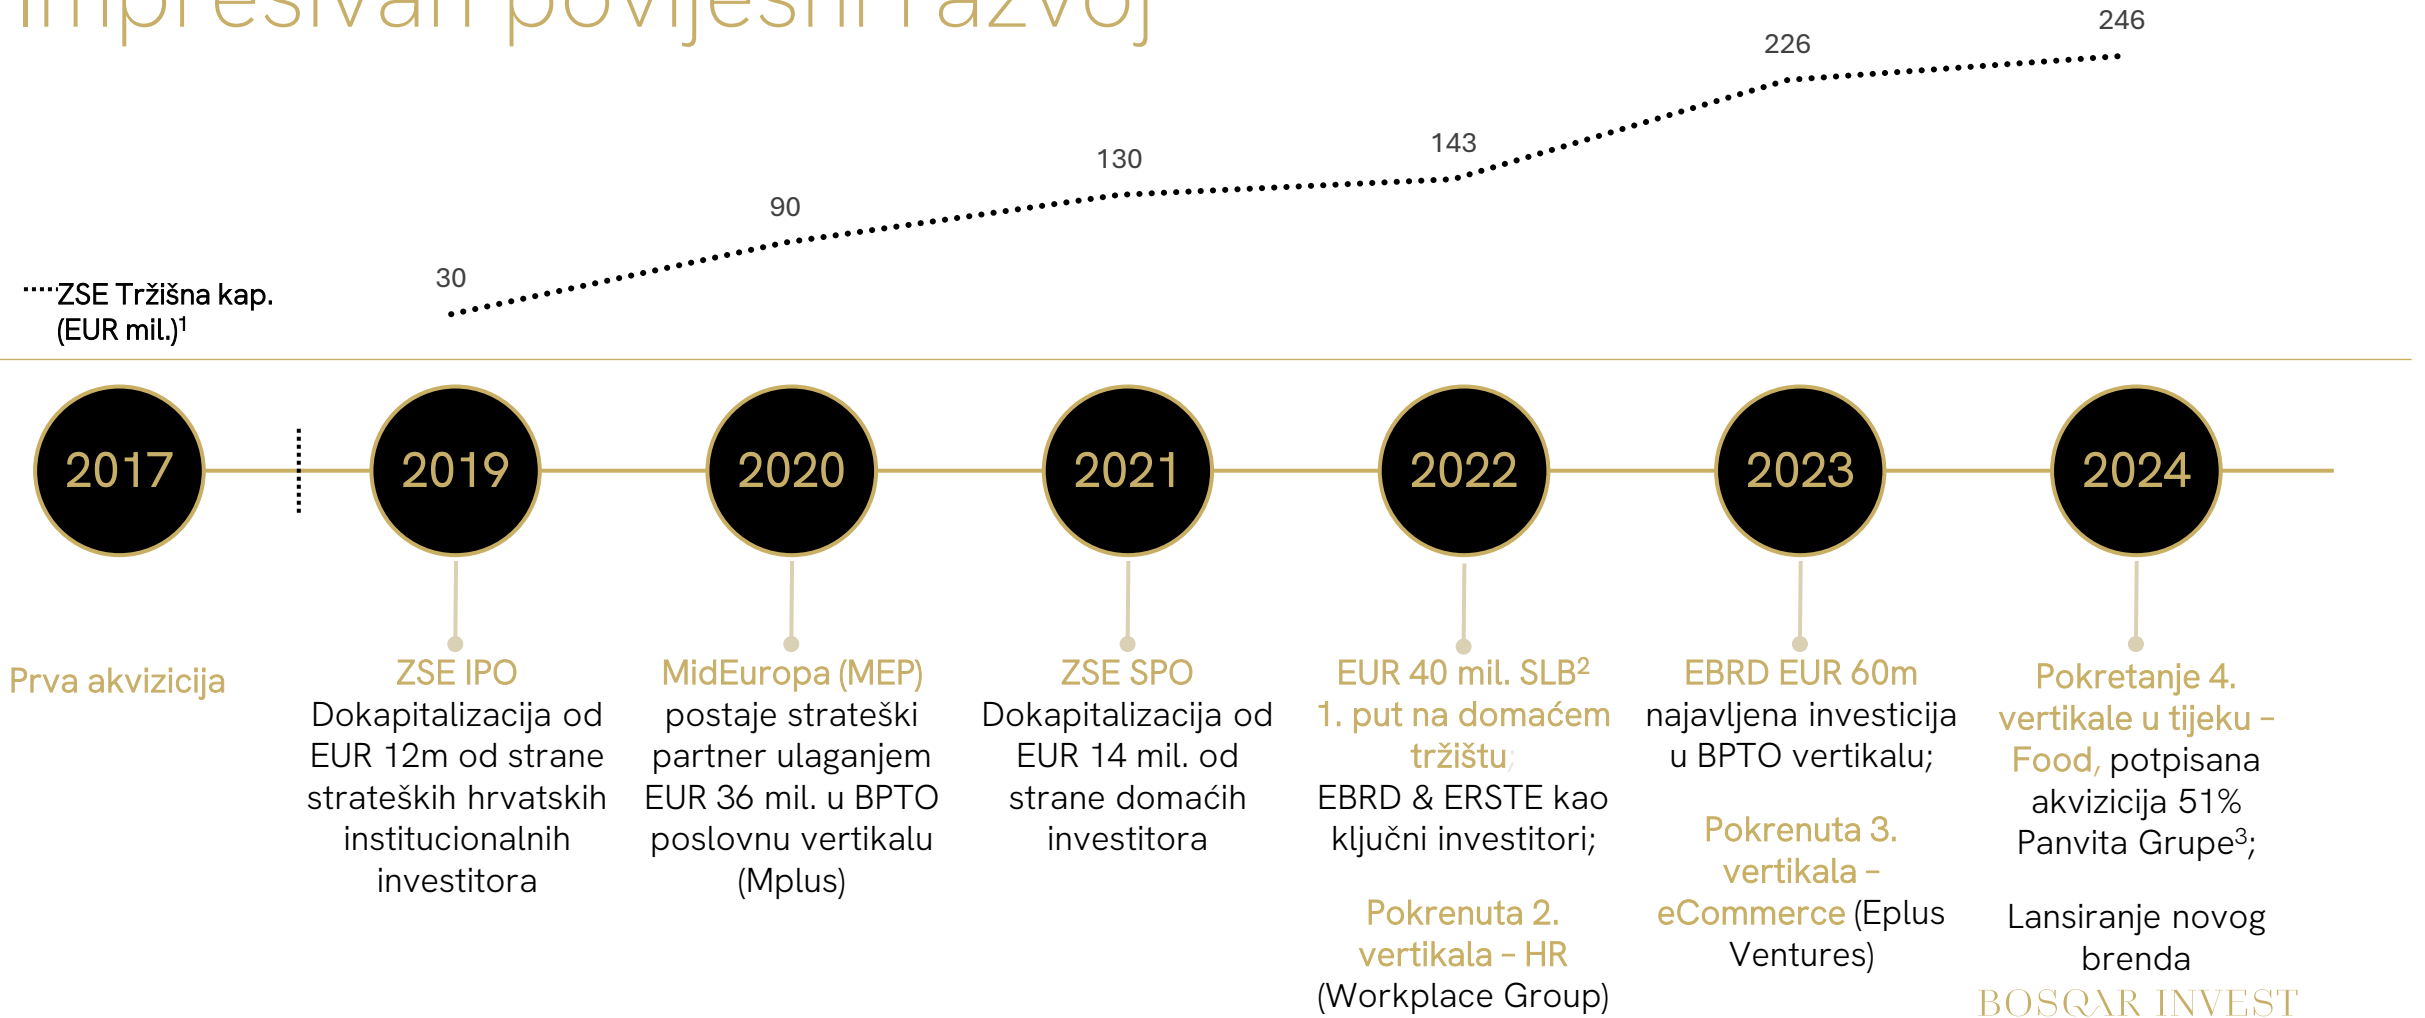 Impresivan povijesni razvoj
246
226
143
130
90
30
ZSE Tržišna kap.
(EUR mil.)¹
2017
2019
2020
2021
2022
2023
2024
Prva akvizicija
ZSE IPO
Dokapitalizacija od
EUR 12m od strane
strateških hrvatskih
institucionalnih
investitora
MidEuropa (MEP)
postaje strateški
partner ulaganjem
EUR 36 mil. u BPTO
poslovnu vertikalu
(Mplus)
ZSE SPO
Dokapitalizacija od
EUR 14 mil. od
strane domaćih
investitora
EUR 40 mil. SLB²
1. put na domaćem
tržištu;
EBRD & ERSTE kao
ključni investitori;
Pokrenuta 2.
vertikala – HR
(Workplace Group)
EBRD EUR 60m
najavljena investicija
u BPTO vertikalu;
Pokrenuta 3.
vertikala –
eCommerce (Eplus
Ventures)
Pokretanje 4.
vertikale u tijeku –
Food, potpisana
akvizicija 51%
Panvita Grupe³;
Lansiranje novog
brenda
BOSQAR INVEST